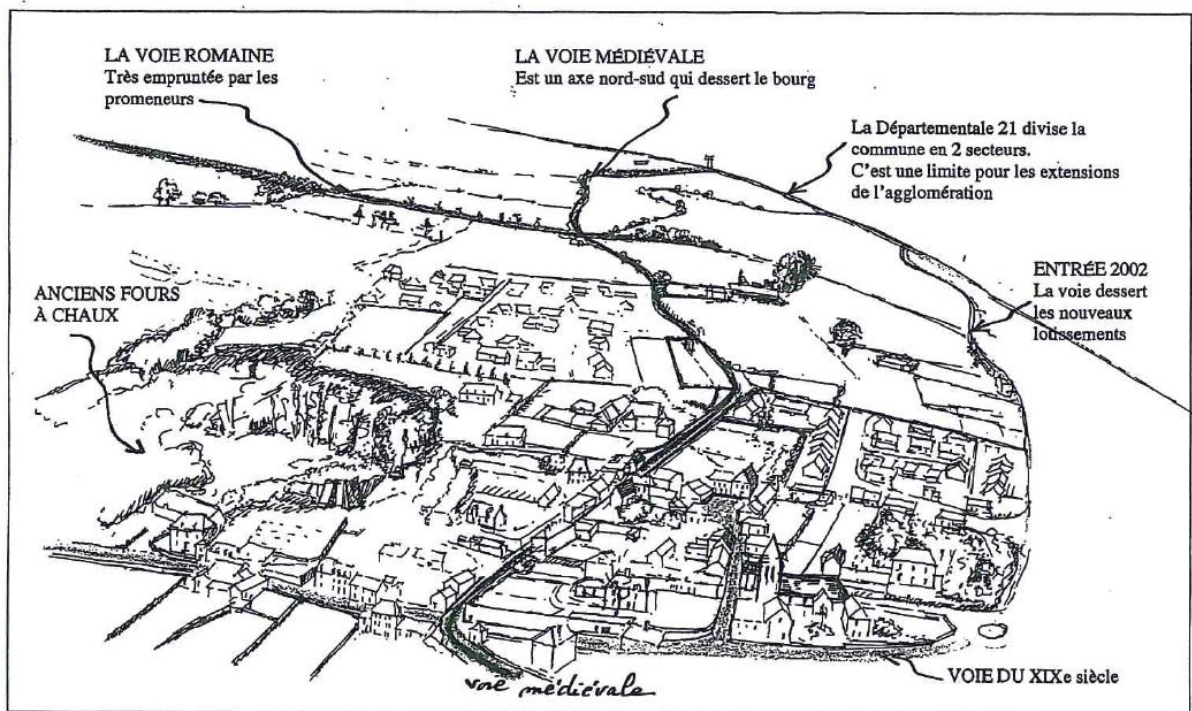 LA VOIE ROMAINE
Très empruntée par les
promeneurs
LA VOIE MÉDIÉVALE
Est un axe nord-sud qui dessert le bourg
La Départementale 21 divise la
commune en 2 secteurs.
C'est une limite pour les extensions
de l'agglomération
ANCIENS FOURS
À CHAUX
ENTRÉE 2002
La voie dessert
les nouveaux
lotissements
VOIE DU XIXe siècle
voie médiévale